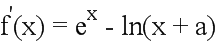 f'(x) = e^x - ln(x + a)